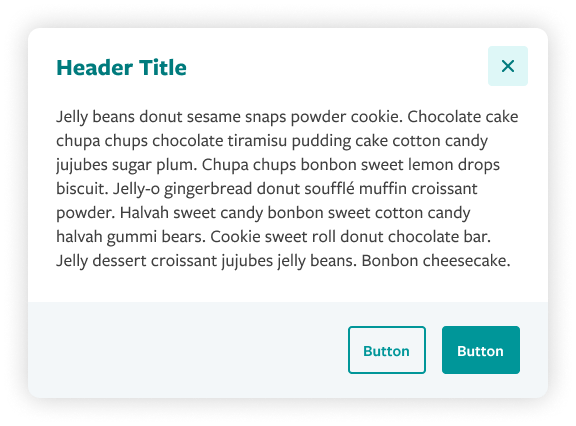 Header Title
Jelly beans donut sesame snaps powder cookie. Chocolate cake
chupa chups chocolate tiramisu pudding cake cotton candy
jujubes sugar plum. Chupa chups bonbon sweet lemon drops
biscuit. Jelly-o gingerbread donut soufflé muffin croissant
powder. Halvah sweet candy bonbon sweet cotton candy
halvah gummi bears. Cookie sweet roll donut chocolate bar.
Jelly dessert croissant jujubes jelly beans. Bonbon cheesecake.
Button
Button